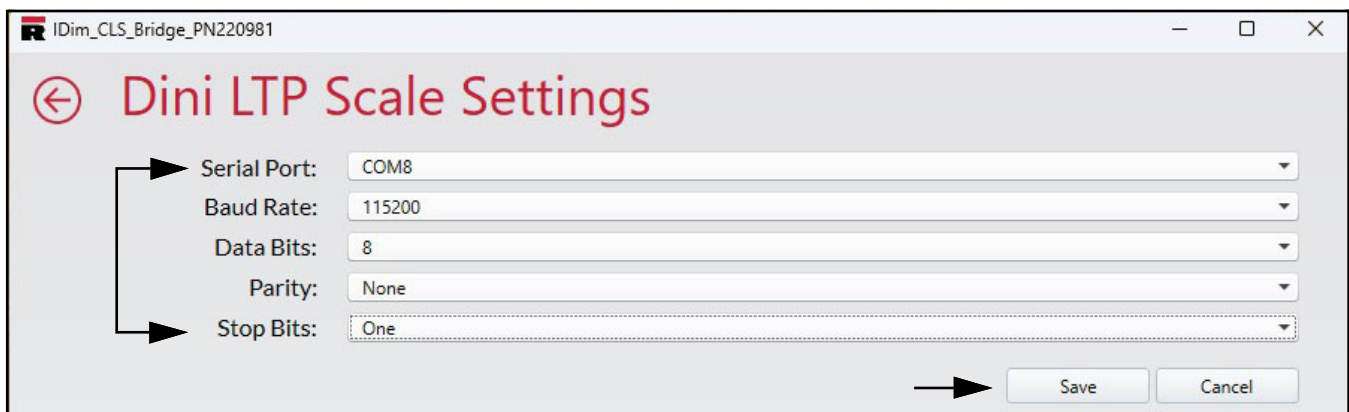 IDim_CLS_Bridge_PN220981
Dini LTP Scale Settings
Serial Port: COM8
Baud Rate: 115200
Data Bits: 8
Parity: None
Stop Bits: One
Save Cancel